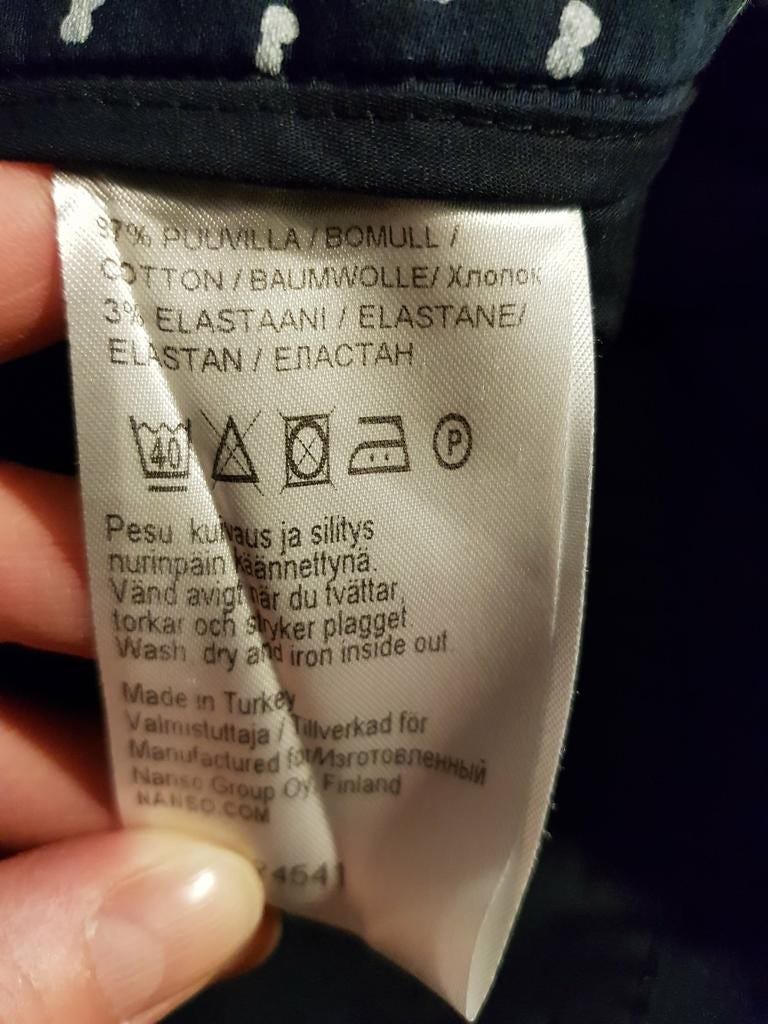 97% PUUVILLA / BOMULL /
COTTON / BAUMWOLLE/ Хлопок
3% ELASTAANI / ELASTANE/
ELASTAN / ЕЛАСТАН
40 P
Pesu kuivaus ja silitys
nurinpäin käännettynä.
Vänd avigt när du tvättar,
torkar och stryker plagget
Wash dry and iron inside out.
Made in Turkey
Valmistuttaja / Tillverkad för
Manufactured for/Изготовленный
Nanso Group Oy, Finland
NANSO.COM
4541